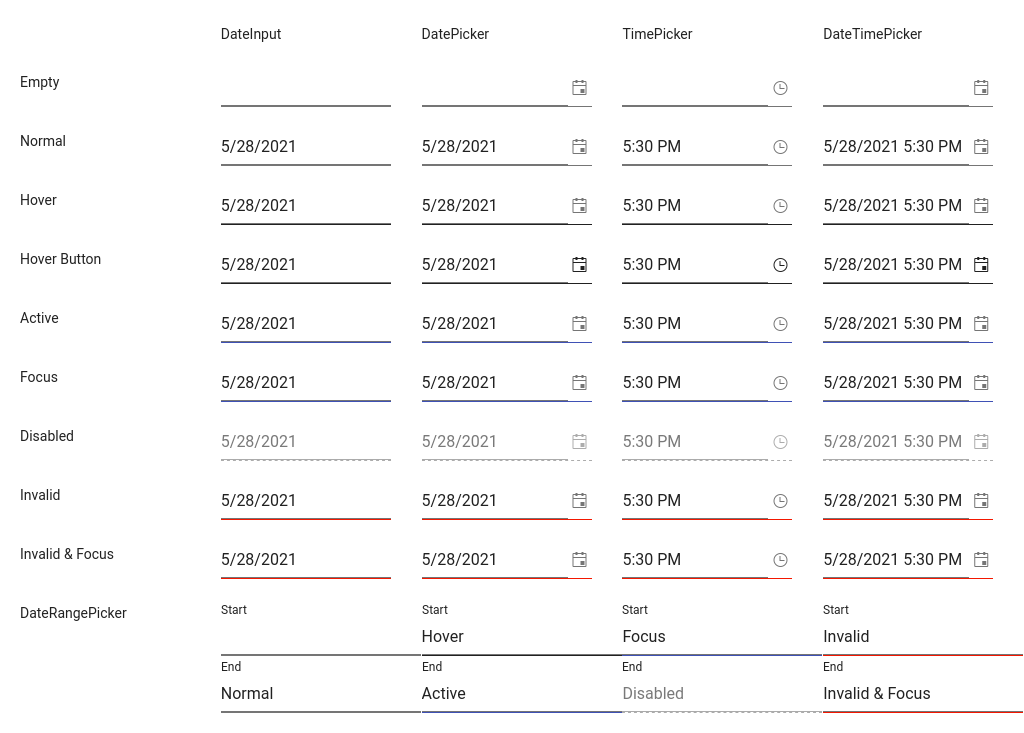 DateInput DatePicker TimePicker DateTimePicker
Empty
Normal 5/28/2021 5/28/2021 5:30 PM 5/28/2021 5:30 PM
Hover 5/28/2021 5/28/2021 5:30 PM 5/28/2021 5:30 PM
Hover Button 5/28/2021 5/28/2021 5:30 PM 5/28/2021 5:30 PM
Active 5/28/2021 5/28/2021 5:30 PM 5/28/2021 5:30 PM
Focus 5/28/2021 5/28/2021 5:30 PM 5/28/2021 5:30 PM
Disabled 5/28/2021 5/28/2021 5:30 PM 5/28/2021 5:30 PM
Invalid 5/28/2021 5/28/2021 5:30 PM 5/28/2021 5:30 PM
Invalid & Focus 5/28/2021 5/28/2021 5:30 PM 5/28/2021 5:30 PM
DateRangePicker Start Start Start Start
Hover Focus Invalid
End End End End
Normal Active Disabled Invalid & Focus